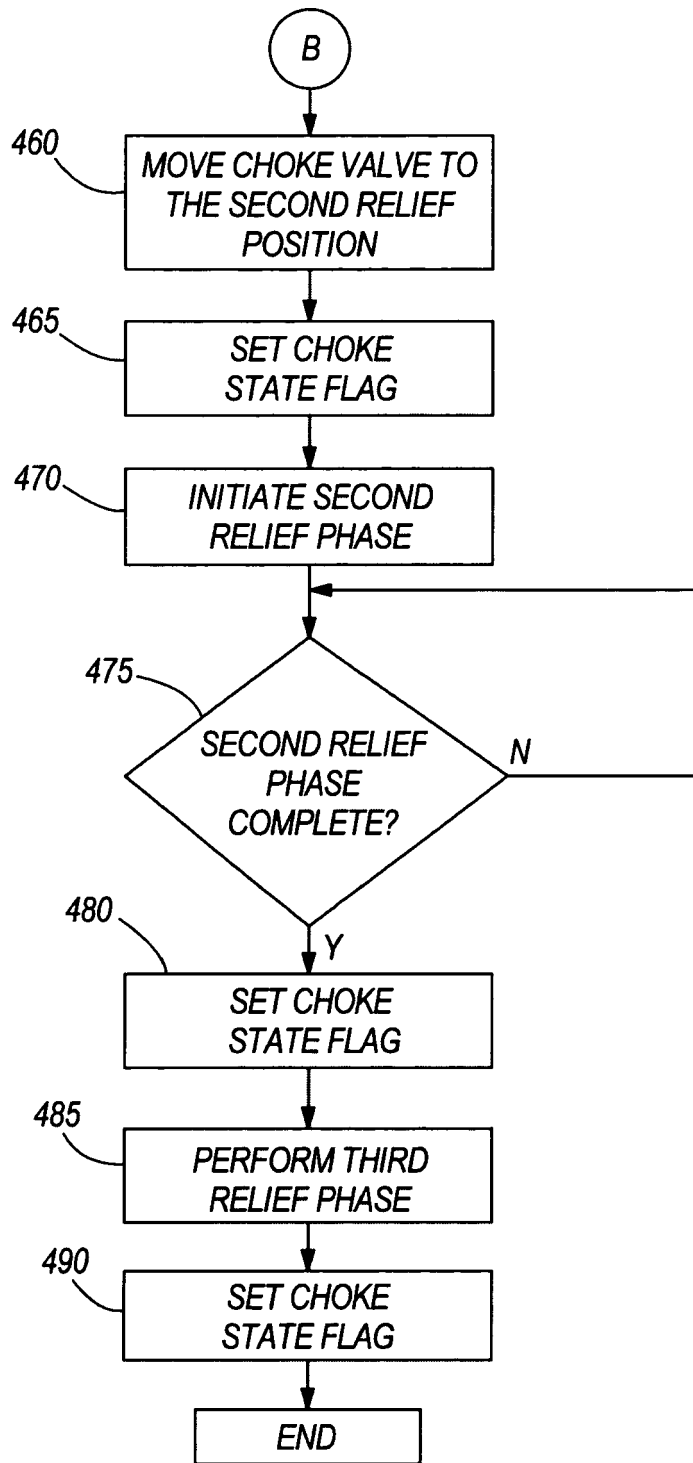 B
460
MOVE CHOKE VALVE TO
THE SECOND RELIEF
POSITION
465
SET CHOKE
STATE FLAG
470
INITIATE SECOND
RELIEF PHASE
475
SECOND RELIEF
PHASE
COMPLETE?
N
Y
480
SET CHOKE
STATE FLAG
485
PERFORM THIRD
RELIEF PHASE
490
SET CHOKE
STATE FLAG
END